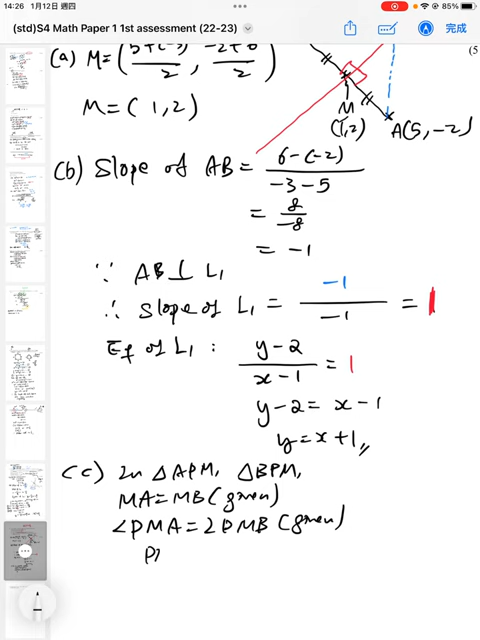 14:26 1月12日 85%
(std)S4 Math Paper 1 1st assessment (22-23)
完成
(a) M = (5+(-3)/2, -2+6/2)
(5
M = (1,2)
M
(1,2)
A(5,-2)
(b) Slope of AB = 6-(-2)/-3-5
= 8/-8
= -1
∵ AB⊥L₁
∴ Slope of L₁ = -1/-1 = 1
Eq of L₁ : y-2/x-1 = 1
y-2 = x-1
y = x+1
(c) In △APM, △BPM,
MA = MB (given)
∠PMA = ∠PMB (given)